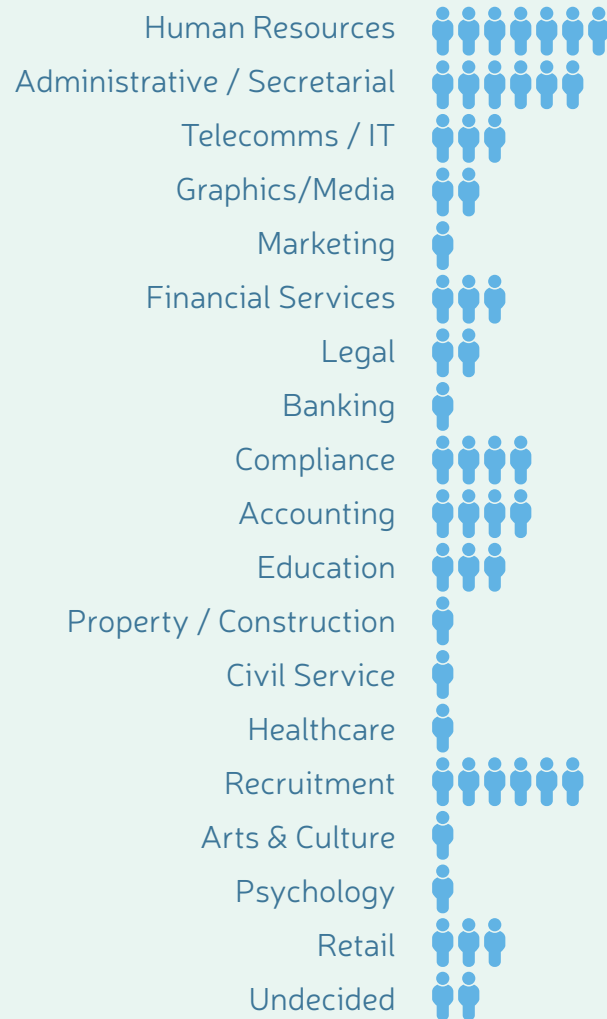 Human Resources
Administrative / Secretarial
Telecomms / IT
Graphics/Media
Marketing
Financial Services
Legal
Banking
Compliance
Accounting
Education
Property / Construction
Civil Service
Healthcare
Recruitment
Arts & Culture
Psychology
Retail
Undecided